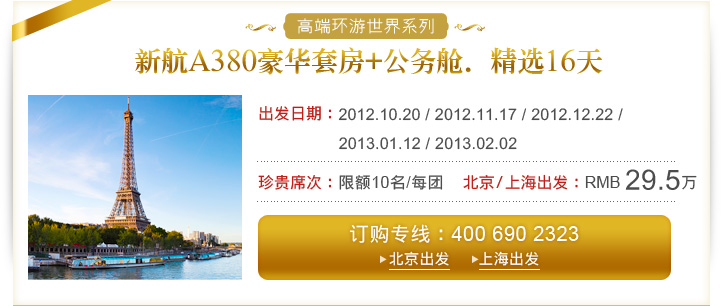 高端环游世界系列
新航A380豪华套房+公务舱．精选16天
出发日期：2012.10.20 / 2012.11.17 / 2012.12.22 /
2013.01.12 / 2013.02.02
珍贵席次：限额10名/每团 北京/上海出发：RMB 29.5万
订购专线：400 690 2323
北京出发 上海出发